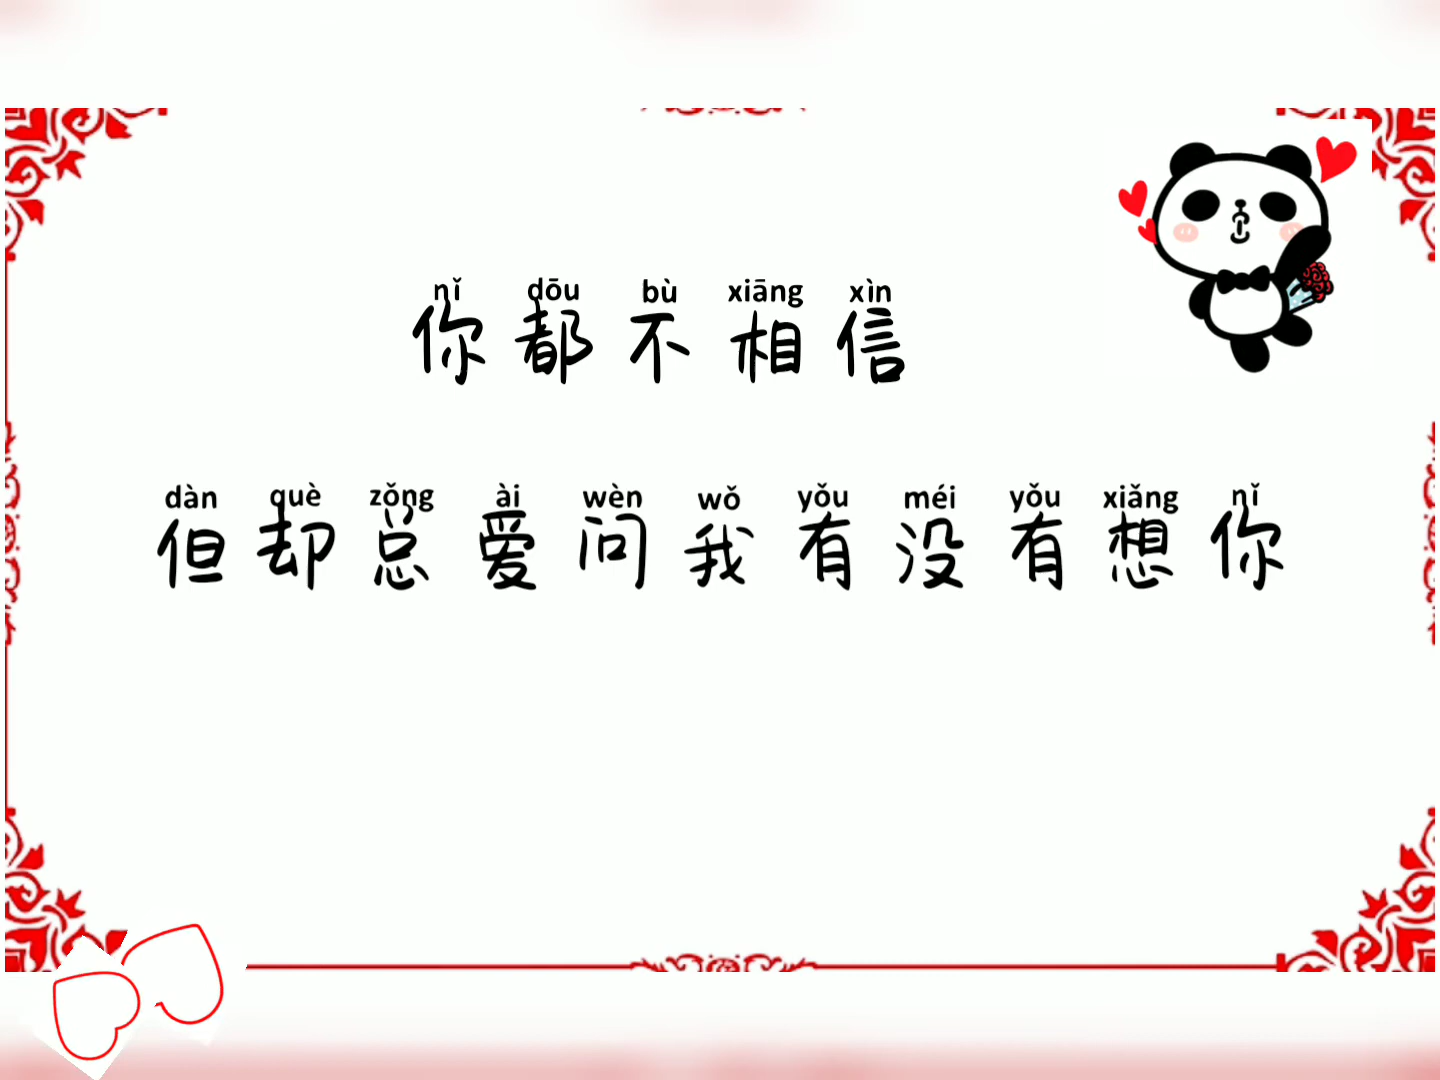 nǐ dōu bù xiāng xìn
你都不相信
dàn què zǒng ài wèn wǒ yǒu méi yǒu xiǎng nǐ
但却总爱问我有没有想你